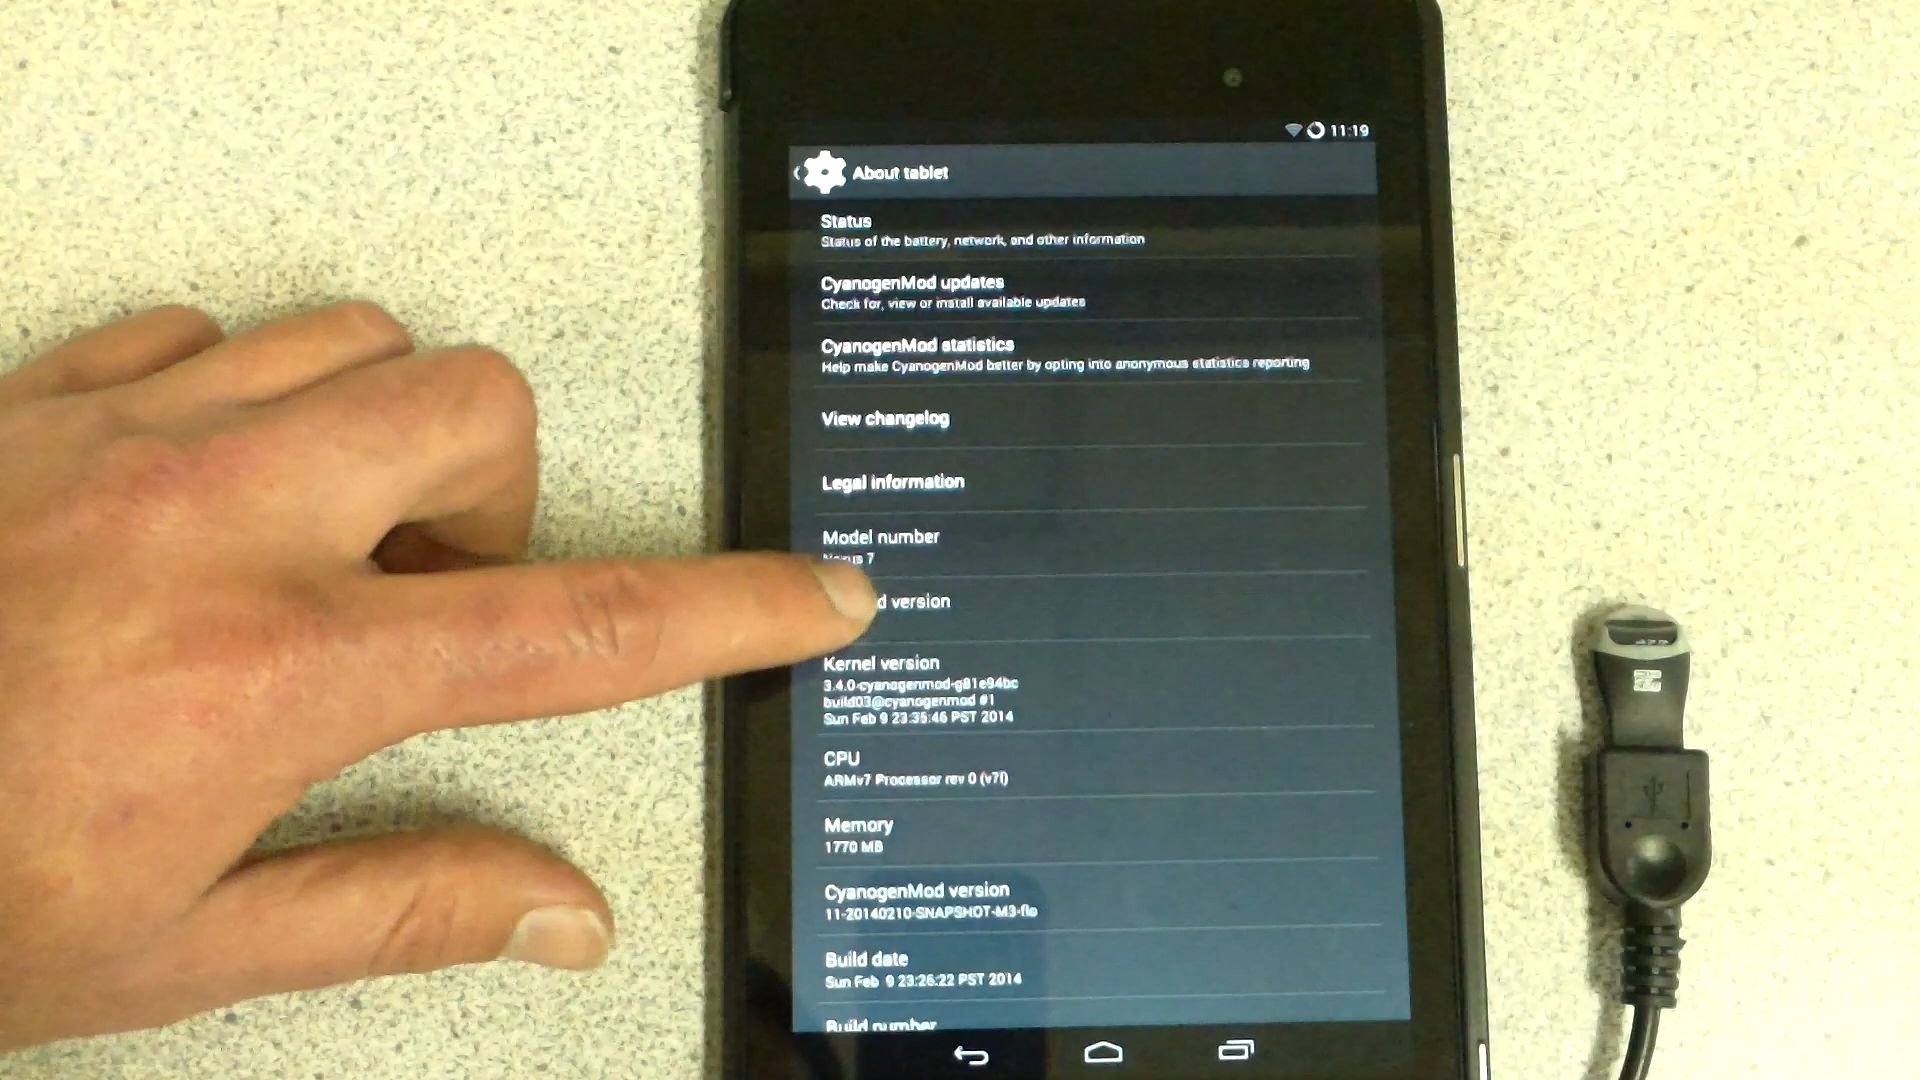 11:19
About tablet
Status
Status of the battery, network, and other information
CyanogenMod updates
Check for, view or install available updates
CyanogenMod statistics
Help make CyanogenMod better by opting into anonymous statistics reporting
View changelog
Legal information
Model number
Nexus 7
d version
Kernel version
3.4.0-cyanogenmod-g81e94bc
build03@cyanogenmod #1
Sun Feb 9 23:35:46 PST 2014
CPU
ARMv7 Processor rev 0 (v7l)
Memory
1770 MB
CyanogenMod version
11-20140210-SNAPSHOT-M3-flo
Build date
Sun Feb 9 23:26:22 PST 2014
Build number